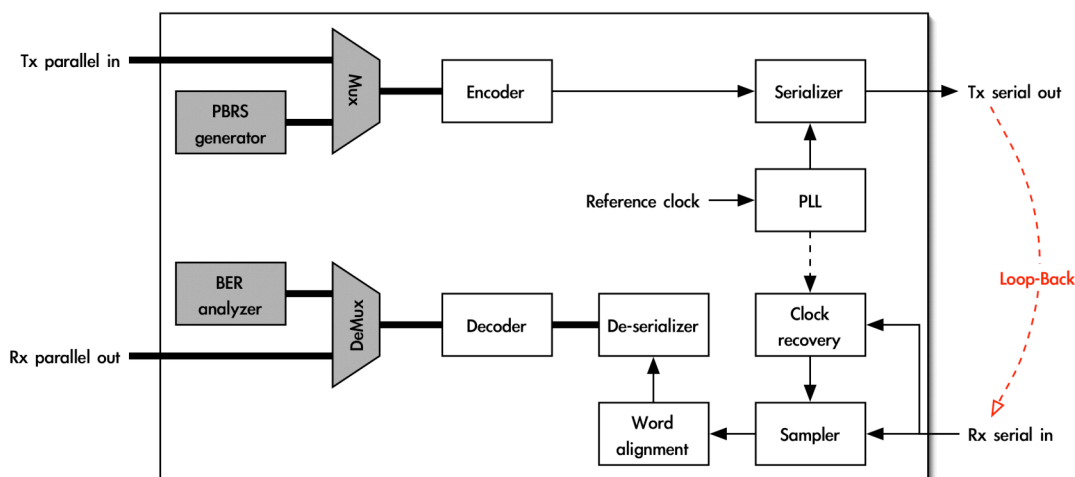 Tx parallel in
PBRS
generator
Mux
Encoder
Serializer
Tx serial out
Reference clock
PLL
Loop-Back
BER
analyzer
DeMux
Decoder
De-serializer
Clock
recovery
Rx parallel out
Word
alignment
Sampler
Rx serial in